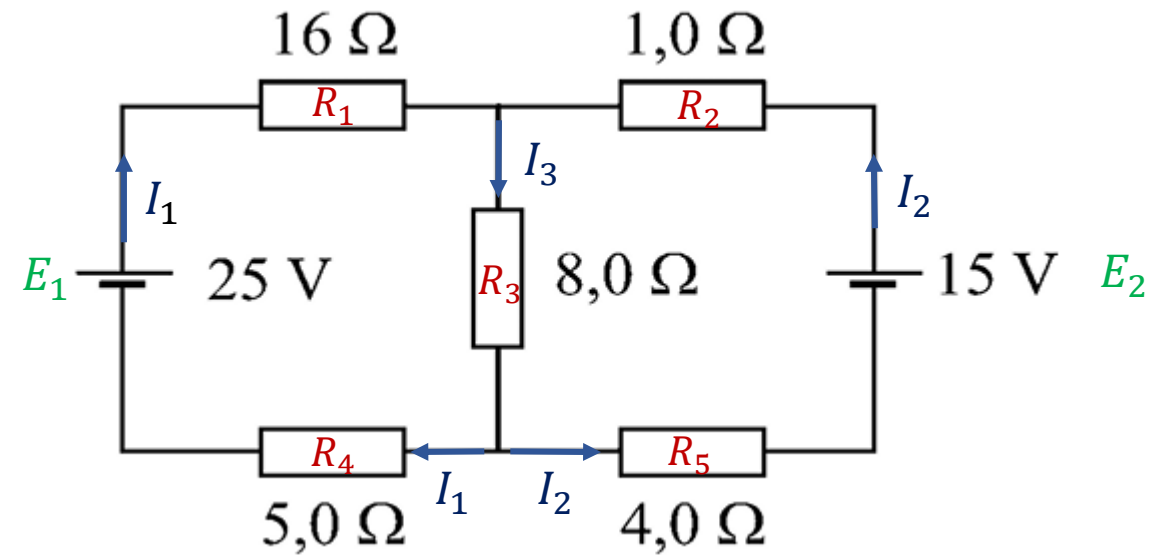 16 Ω 1,0 Ω
R₁ R₂
I₃
I₁ I₂
E₁ 25 V R₃ 8,0 Ω 15 V E₂
R₄ R₅
I₁ I₂
5,0 Ω 4,0 Ω